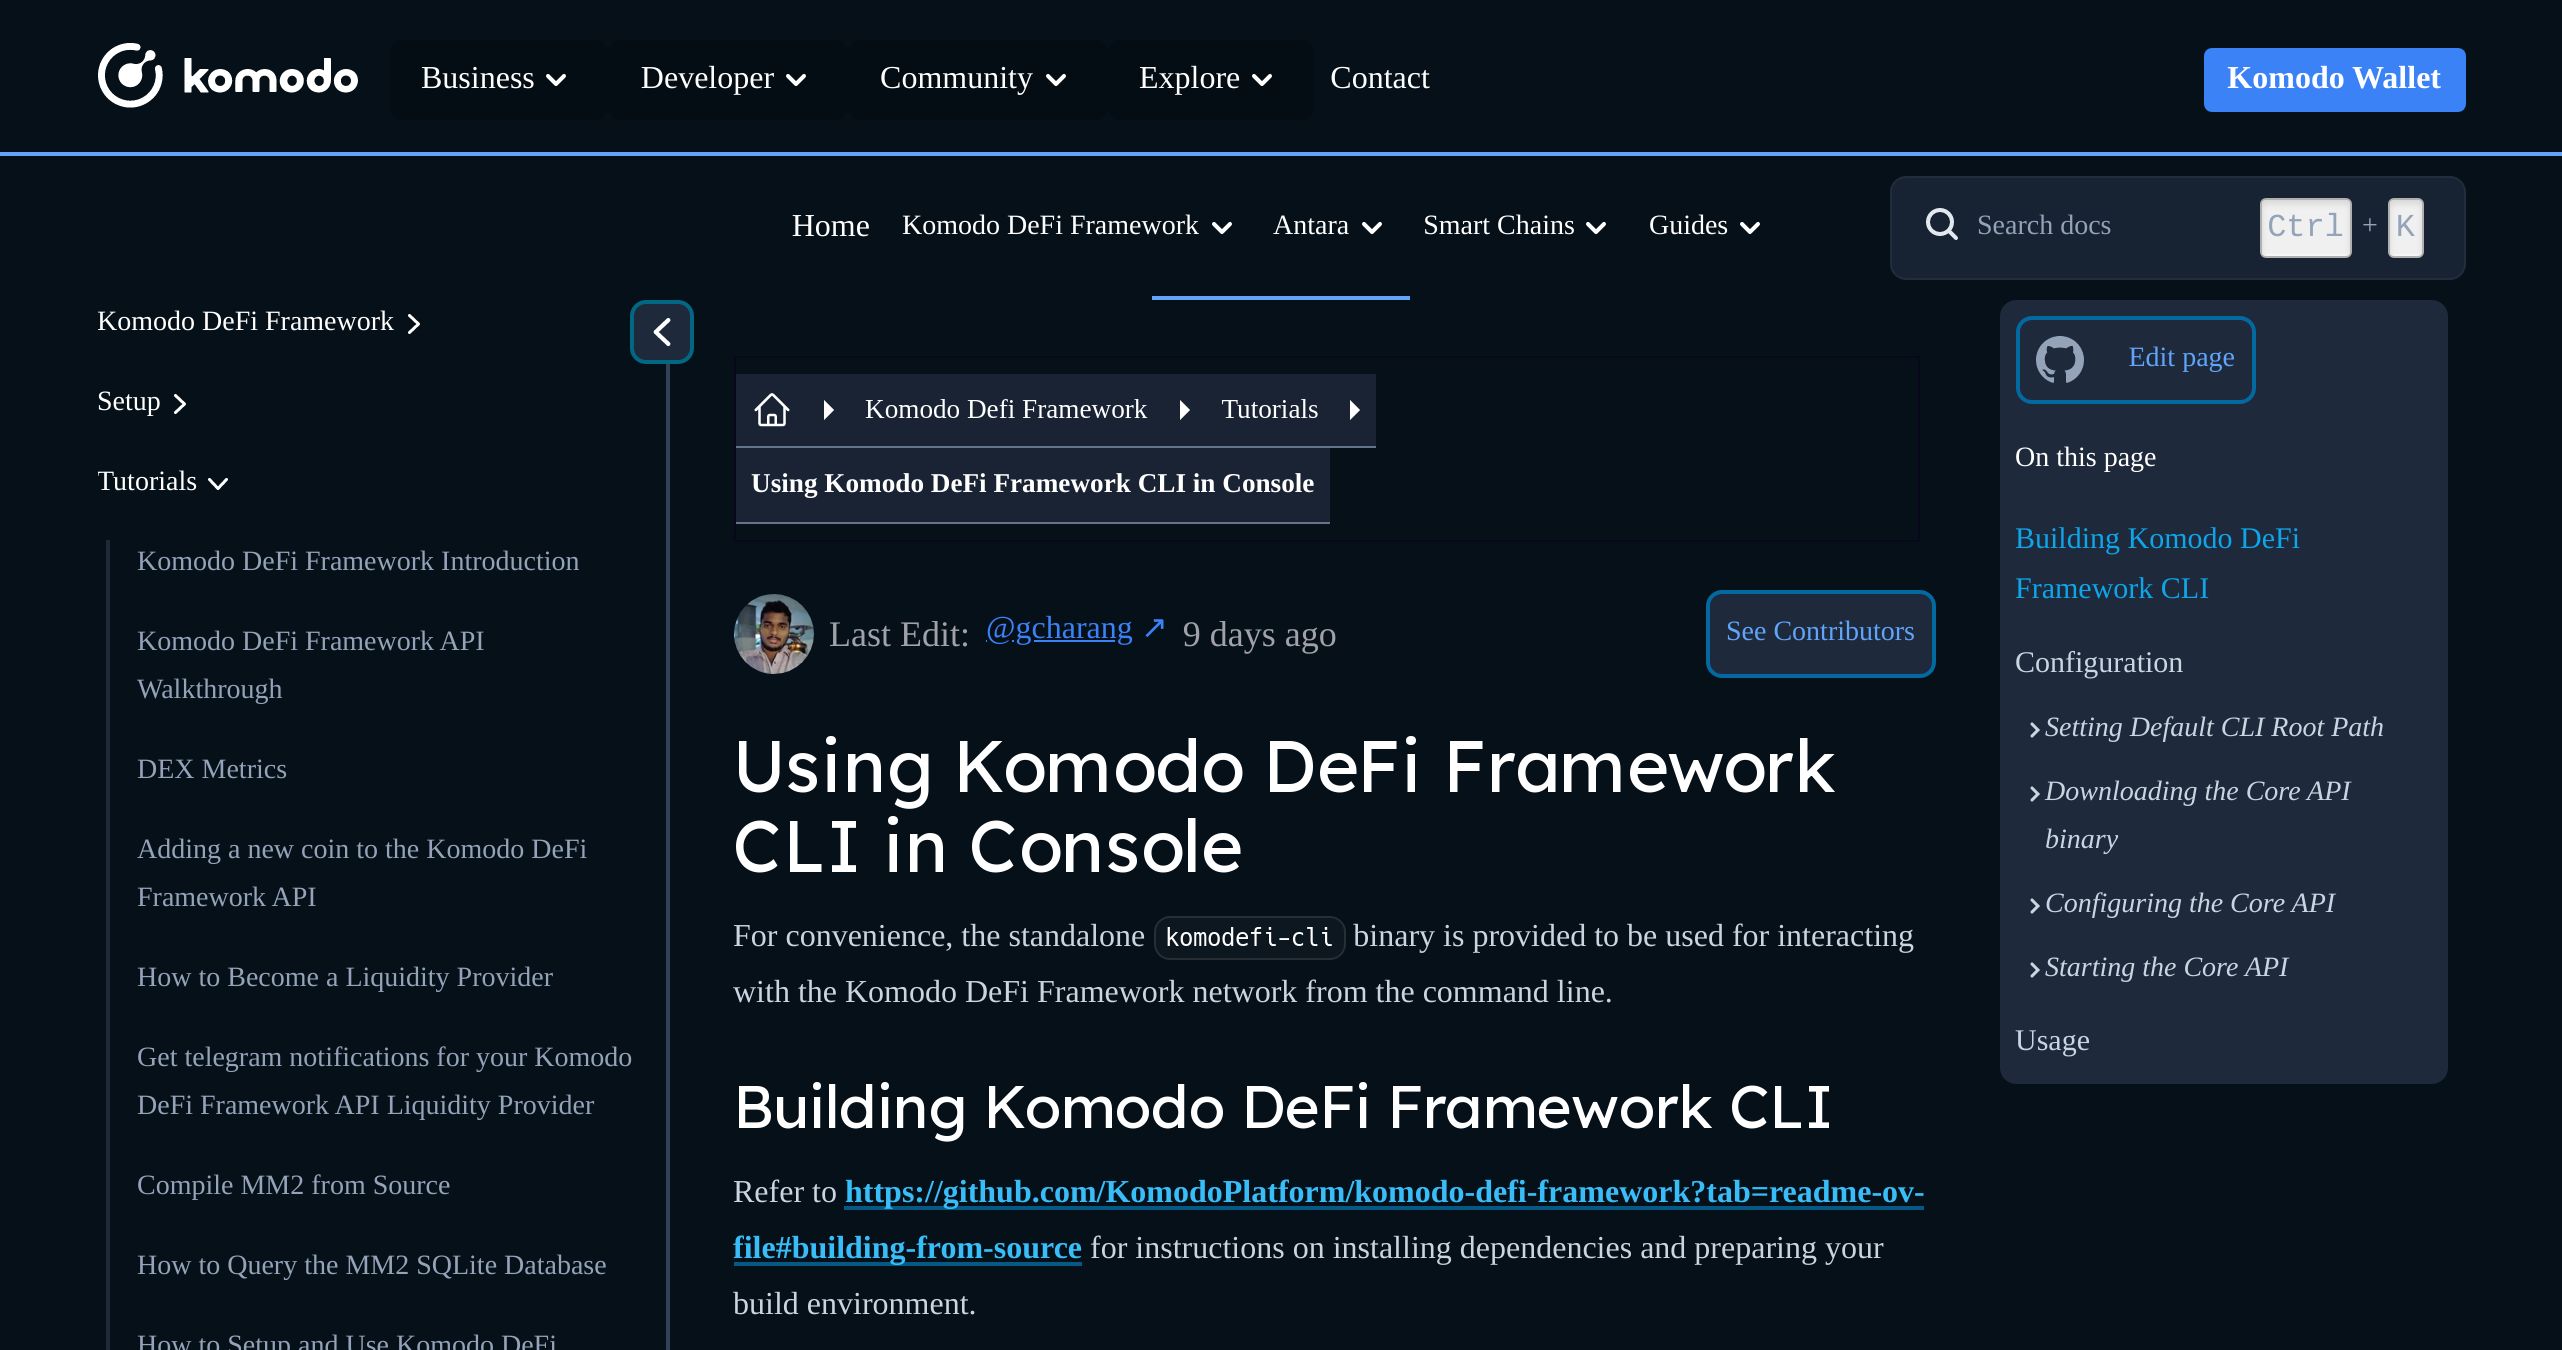 komodo
Business
Developer
Community
Explore
Contact
Komodo Wallet
Home
Komodo DeFi Framework
Antara
Smart Chains
Guides
Search docs
Ctrl + K
Komodo DeFi Framework
Setup
Tutorials
Komodo DeFi Framework Introduction
Komodo DeFi Framework API
Walkthrough
DEX Metrics
Adding a new coin to the Komodo DeFi
Framework API
How to Become a Liquidity Provider
Get telegram notifications for your Komodo
DeFi Framework API Liquidity Provider
Compile MM2 from Source
How to Query the MM2 SQLite Database
How to Setup and Use Komodo DeFi
Komodo Defi Framework
Tutorials
Using Komodo DeFi Framework CLI in Console
Last Edit: @gcharang ↗ 9 days ago
See Contributors
Using Komodo DeFi Framework
CLI in Console
For convenience, the standalone komodefi-cli binary is provided to be used for interacting
with the Komodo DeFi Framework network from the command line.
Building Komodo DeFi Framework CLI
Refer to https://github.com/KomodoPlatform/komodo-defi-framework?tab=readme-ov-
file#building-from-source for instructions on installing dependencies and preparing your
build environment.
Edit page
On this page
Building Komodo DeFi
Framework CLI
Configuration
Setting Default CLI Root Path
Downloading the Core API
binary
Configuring the Core API
Starting the Core API
Usage